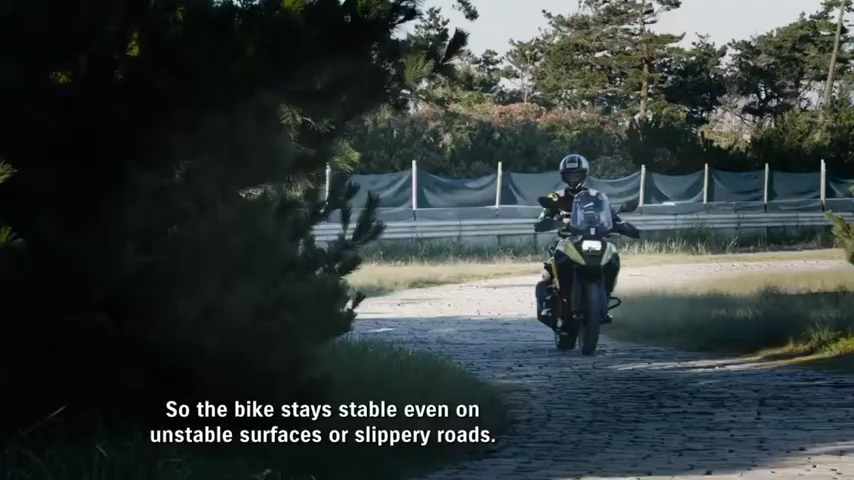 So the bike stays stable even on
unstable surfaces or slippery roads.